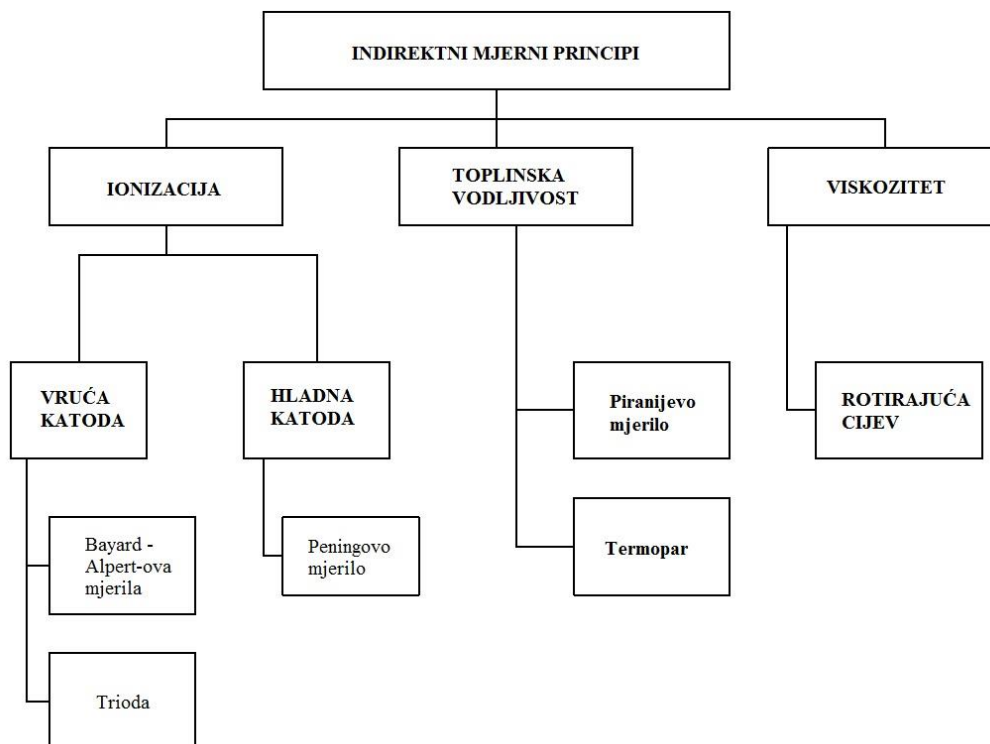 INDIREKTNI MJERNI PRINCIPI
IONIZACIJA
TOPLINSKA
VODLJIVOST
VISKOZITET
VRUĆA
KATODA
HLADNA
KATODA
Piranijevo
mjerilo
ROTIRAJUĆA
CIJEV
Bayard -
Alpert-ova
mjerila
Peningovo
mjerilo
Termopar
Trioda